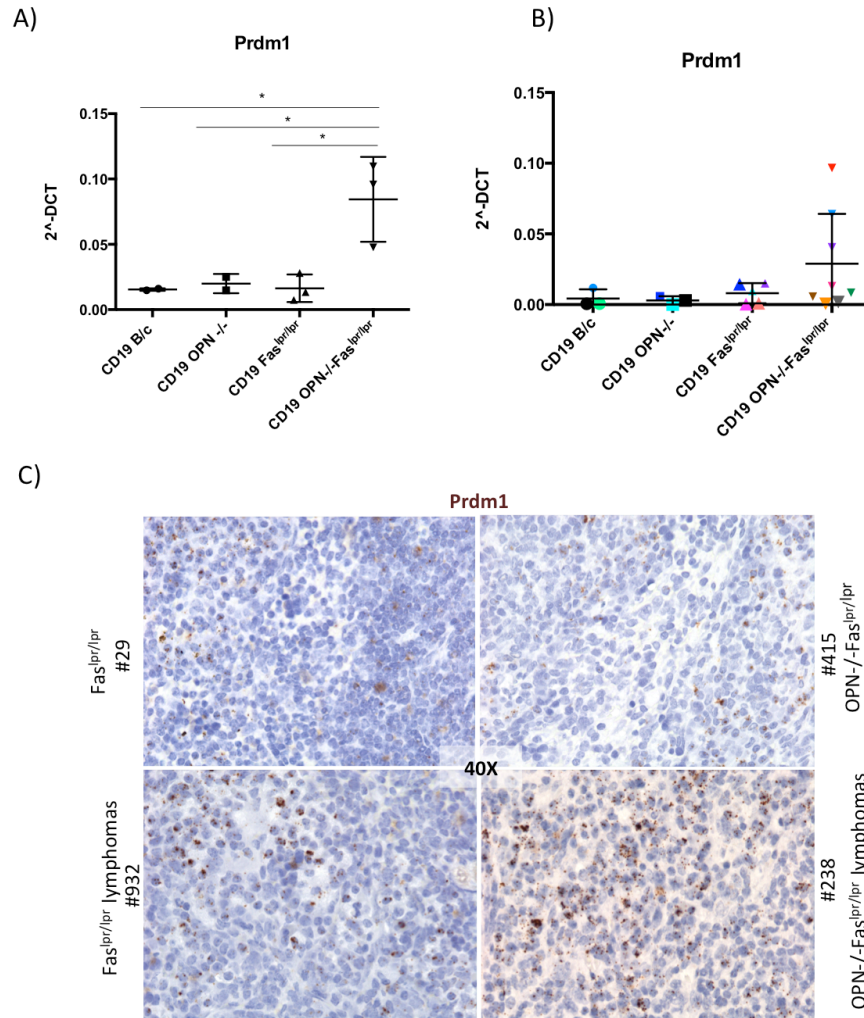 A)
Prdm1
* 
*
*
0.15
0.10
0.05
0.00
2^-DCT
CD19 B/c
CD19 OPN -/-
CD19 Fas^lpr/lpr
CD19 OPN-/-Fas^lpr/lpr
B)
Prdm1
0.15
0.10
0.05
0.00
2^-DCT
CD19 B/c
CD19 OPN-/-
CD19 Fas^lpr/lpr
CD19 OPN-/-Fas^lpr/lpr
C)
Prdm1
Fas^lpr/lpr
#29
#415
OPN-/-Fas^lpr/lpr
40X
Fas^lpr/lpr lymphomas
#932
#238
OPN-/-Fas^lpr/lpr lymphomas